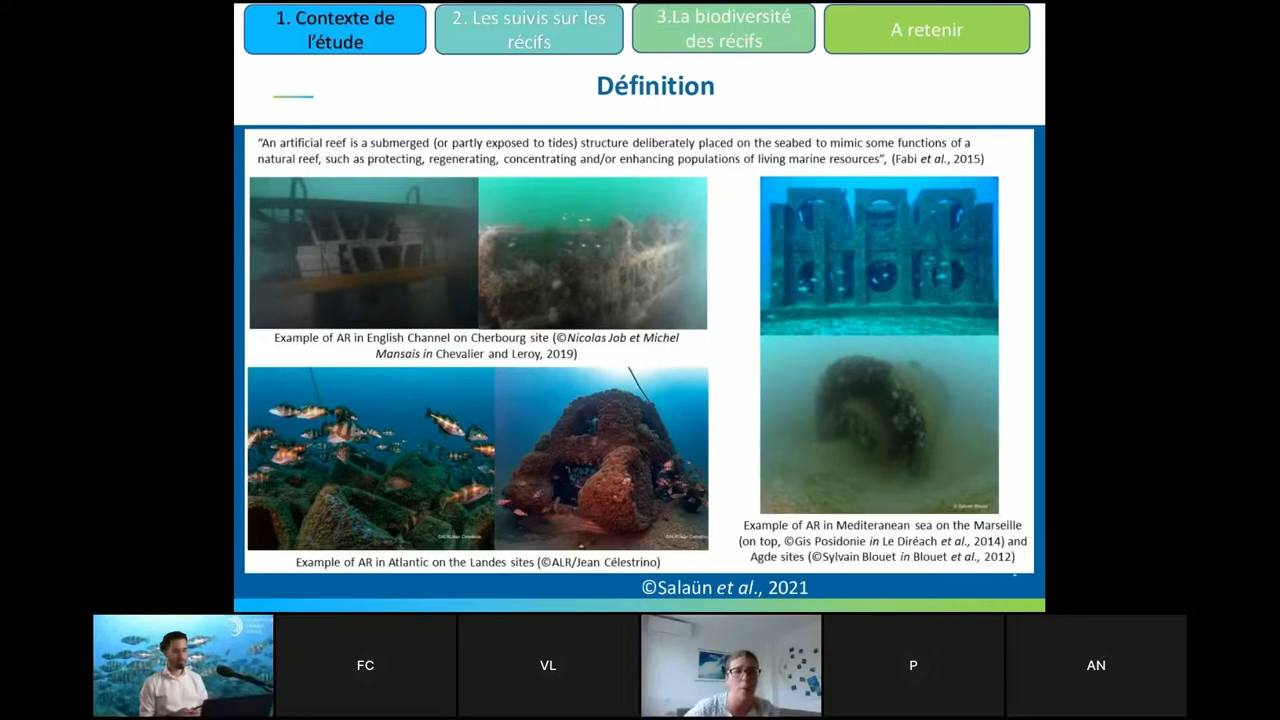 1. Contexte de
l'étude
2. Les suivis sur les
récifs
3.La biodiversité
des récifs
A retenir
Définition
“An artificial reef is a submerged (or partly exposed to tides) structure deliberately placed on the seabed to mimic some functions of a
natural reef, such as protecting, regenerating, concentrating and/or enhancing populations of living marine resources”, (Fabi et al., 2015)
Example of AR in English Channel on Cherbourg site (©Nicolas Job et Michel
Mansais in Chevalier and Leroy, 2019)
©ALR/Jean Célestrino
Example of AR in Atlantic on the Landes sites (©ALR/Jean Célestrino)
© Sylvain Blouet
Example of AR in Mediteranean sea on the Marseille
(on top, ©Gis Posidonie in Le Diréach et al., 2014) and
Agde sites (©Sylvain Blouet in Blouet et al., 2012)
©Salaün et al., 2021
FC
VL
P
AN